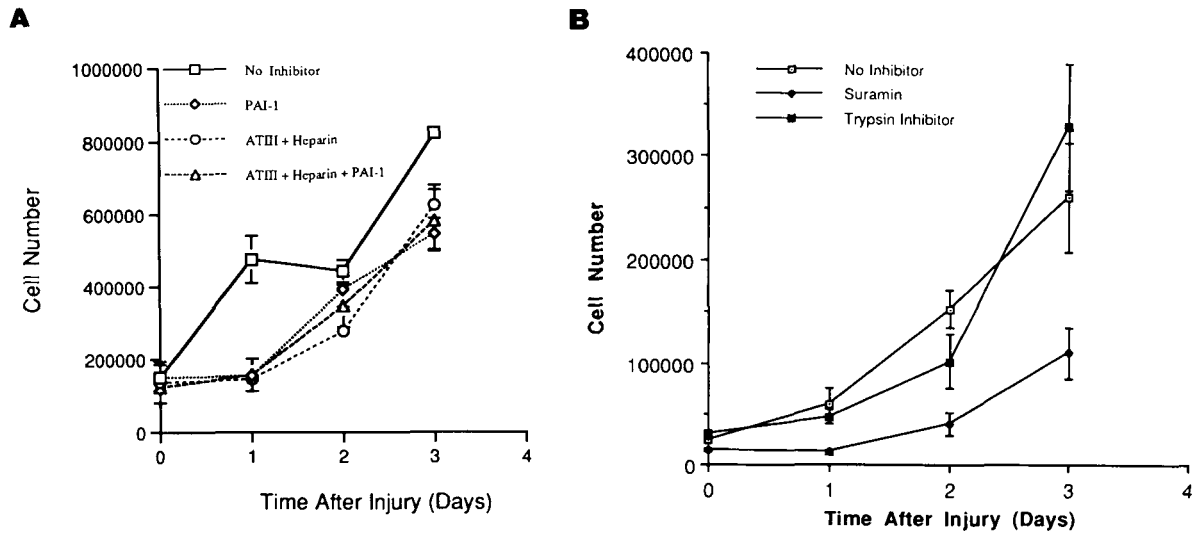 A
1000000
800000
600000
400000
200000
0
0 1 2 3 4
Cell Number
Time After Injury (Days)
No Inhibitor
PAI-1
ATIII + Heparin
ATIII + Heparin + PAI-1
B
400000
300000
200000
100000
0
0 1 2 3 4
Cell Number
Time After Injury (Days)
No Inhibitor
Suramin
Trypsin Inhibitor